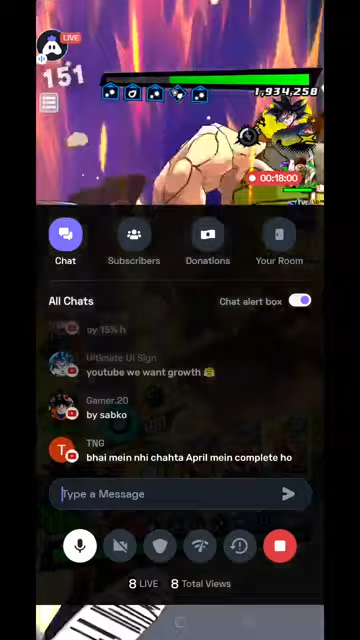 LIVE
151
1,934,258
00:18:00
Chat
Subscribers
Donations
Your Room
All Chats
Chat alert box
by 15% h
Ultimate UI Sign
youtube we want growth
Gamer.20
by sabko
T
TNG
bhai mein nhi chahta April mein complete ho
Type a Message
8 LIVE
8 Total Views